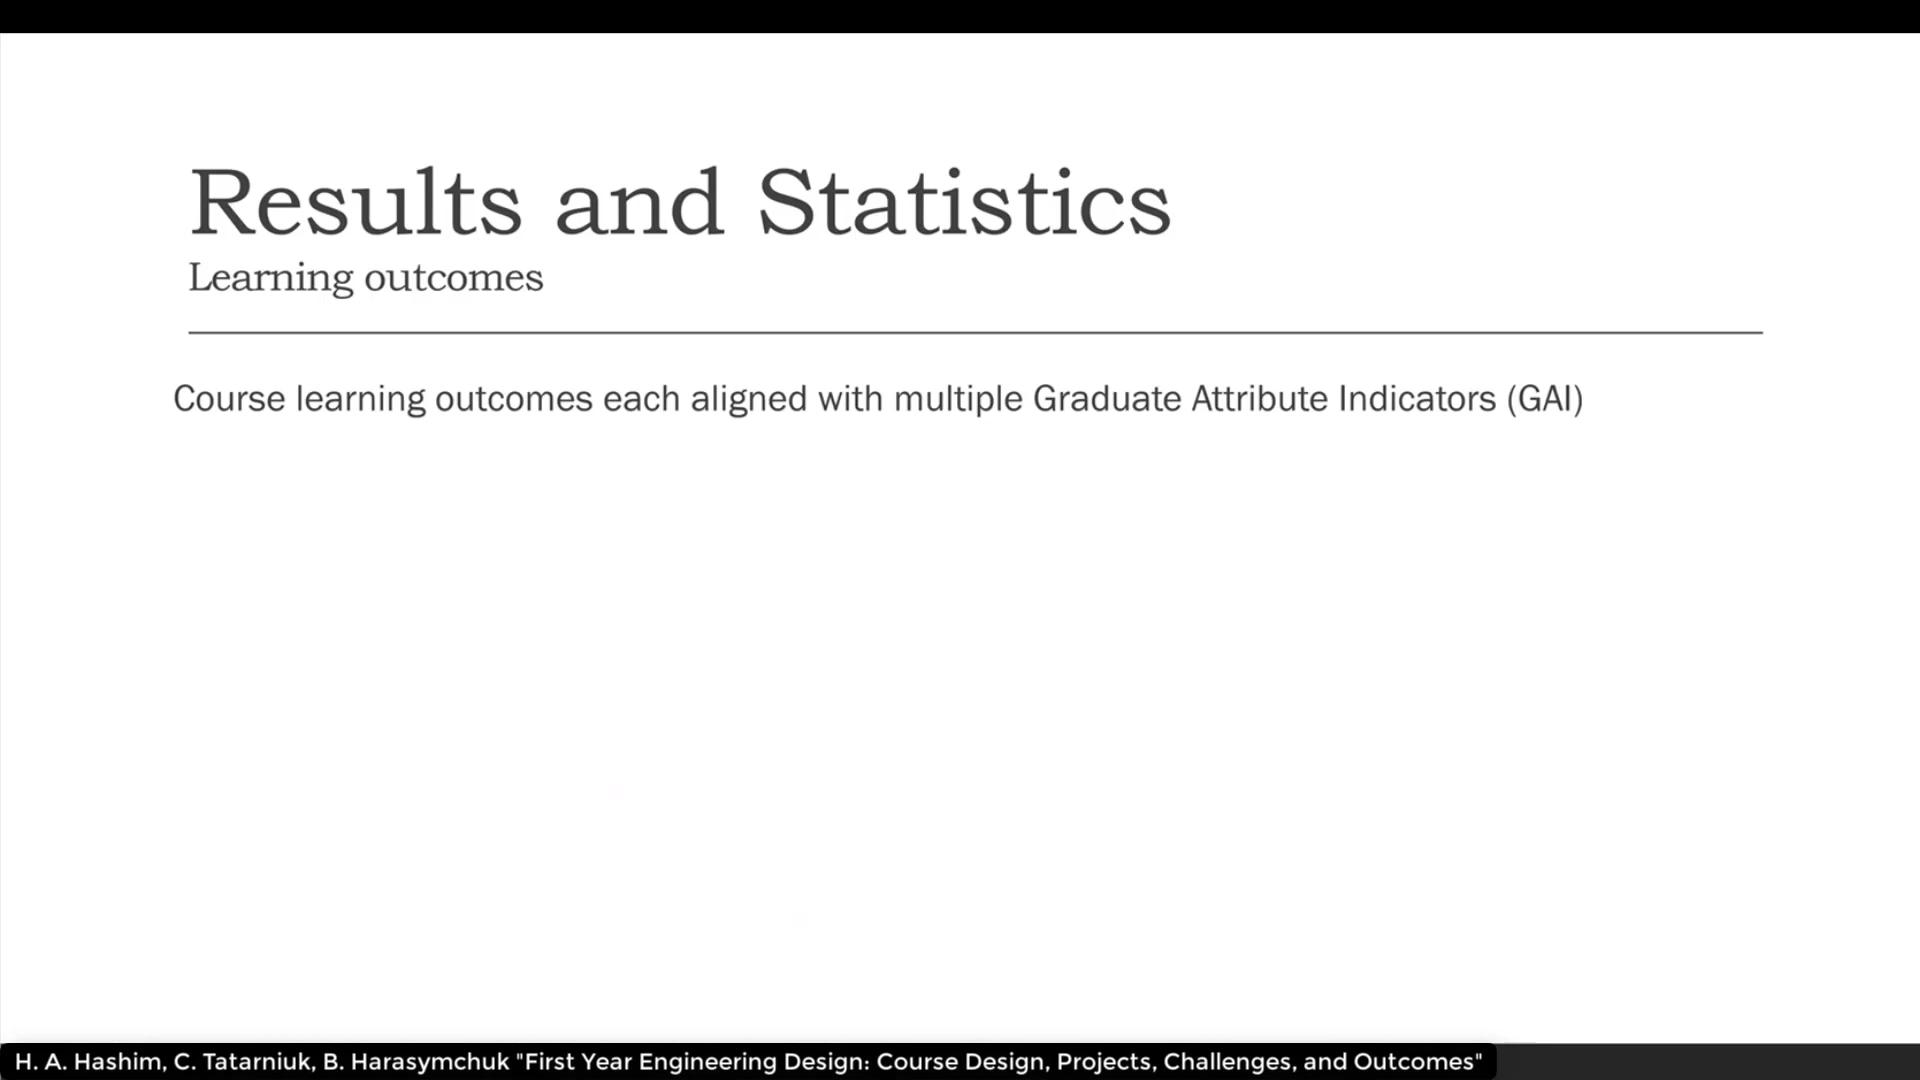 Results and Statistics
Learning outcomes
Course learning outcomes each aligned with multiple Graduate Attribute Indicators (GAI)
H. A. Hashim, C. Tatarniuk, B. Harasymchuk "First Year Engineering Design: Course Design, Projects, Challenges, and Outcomes"